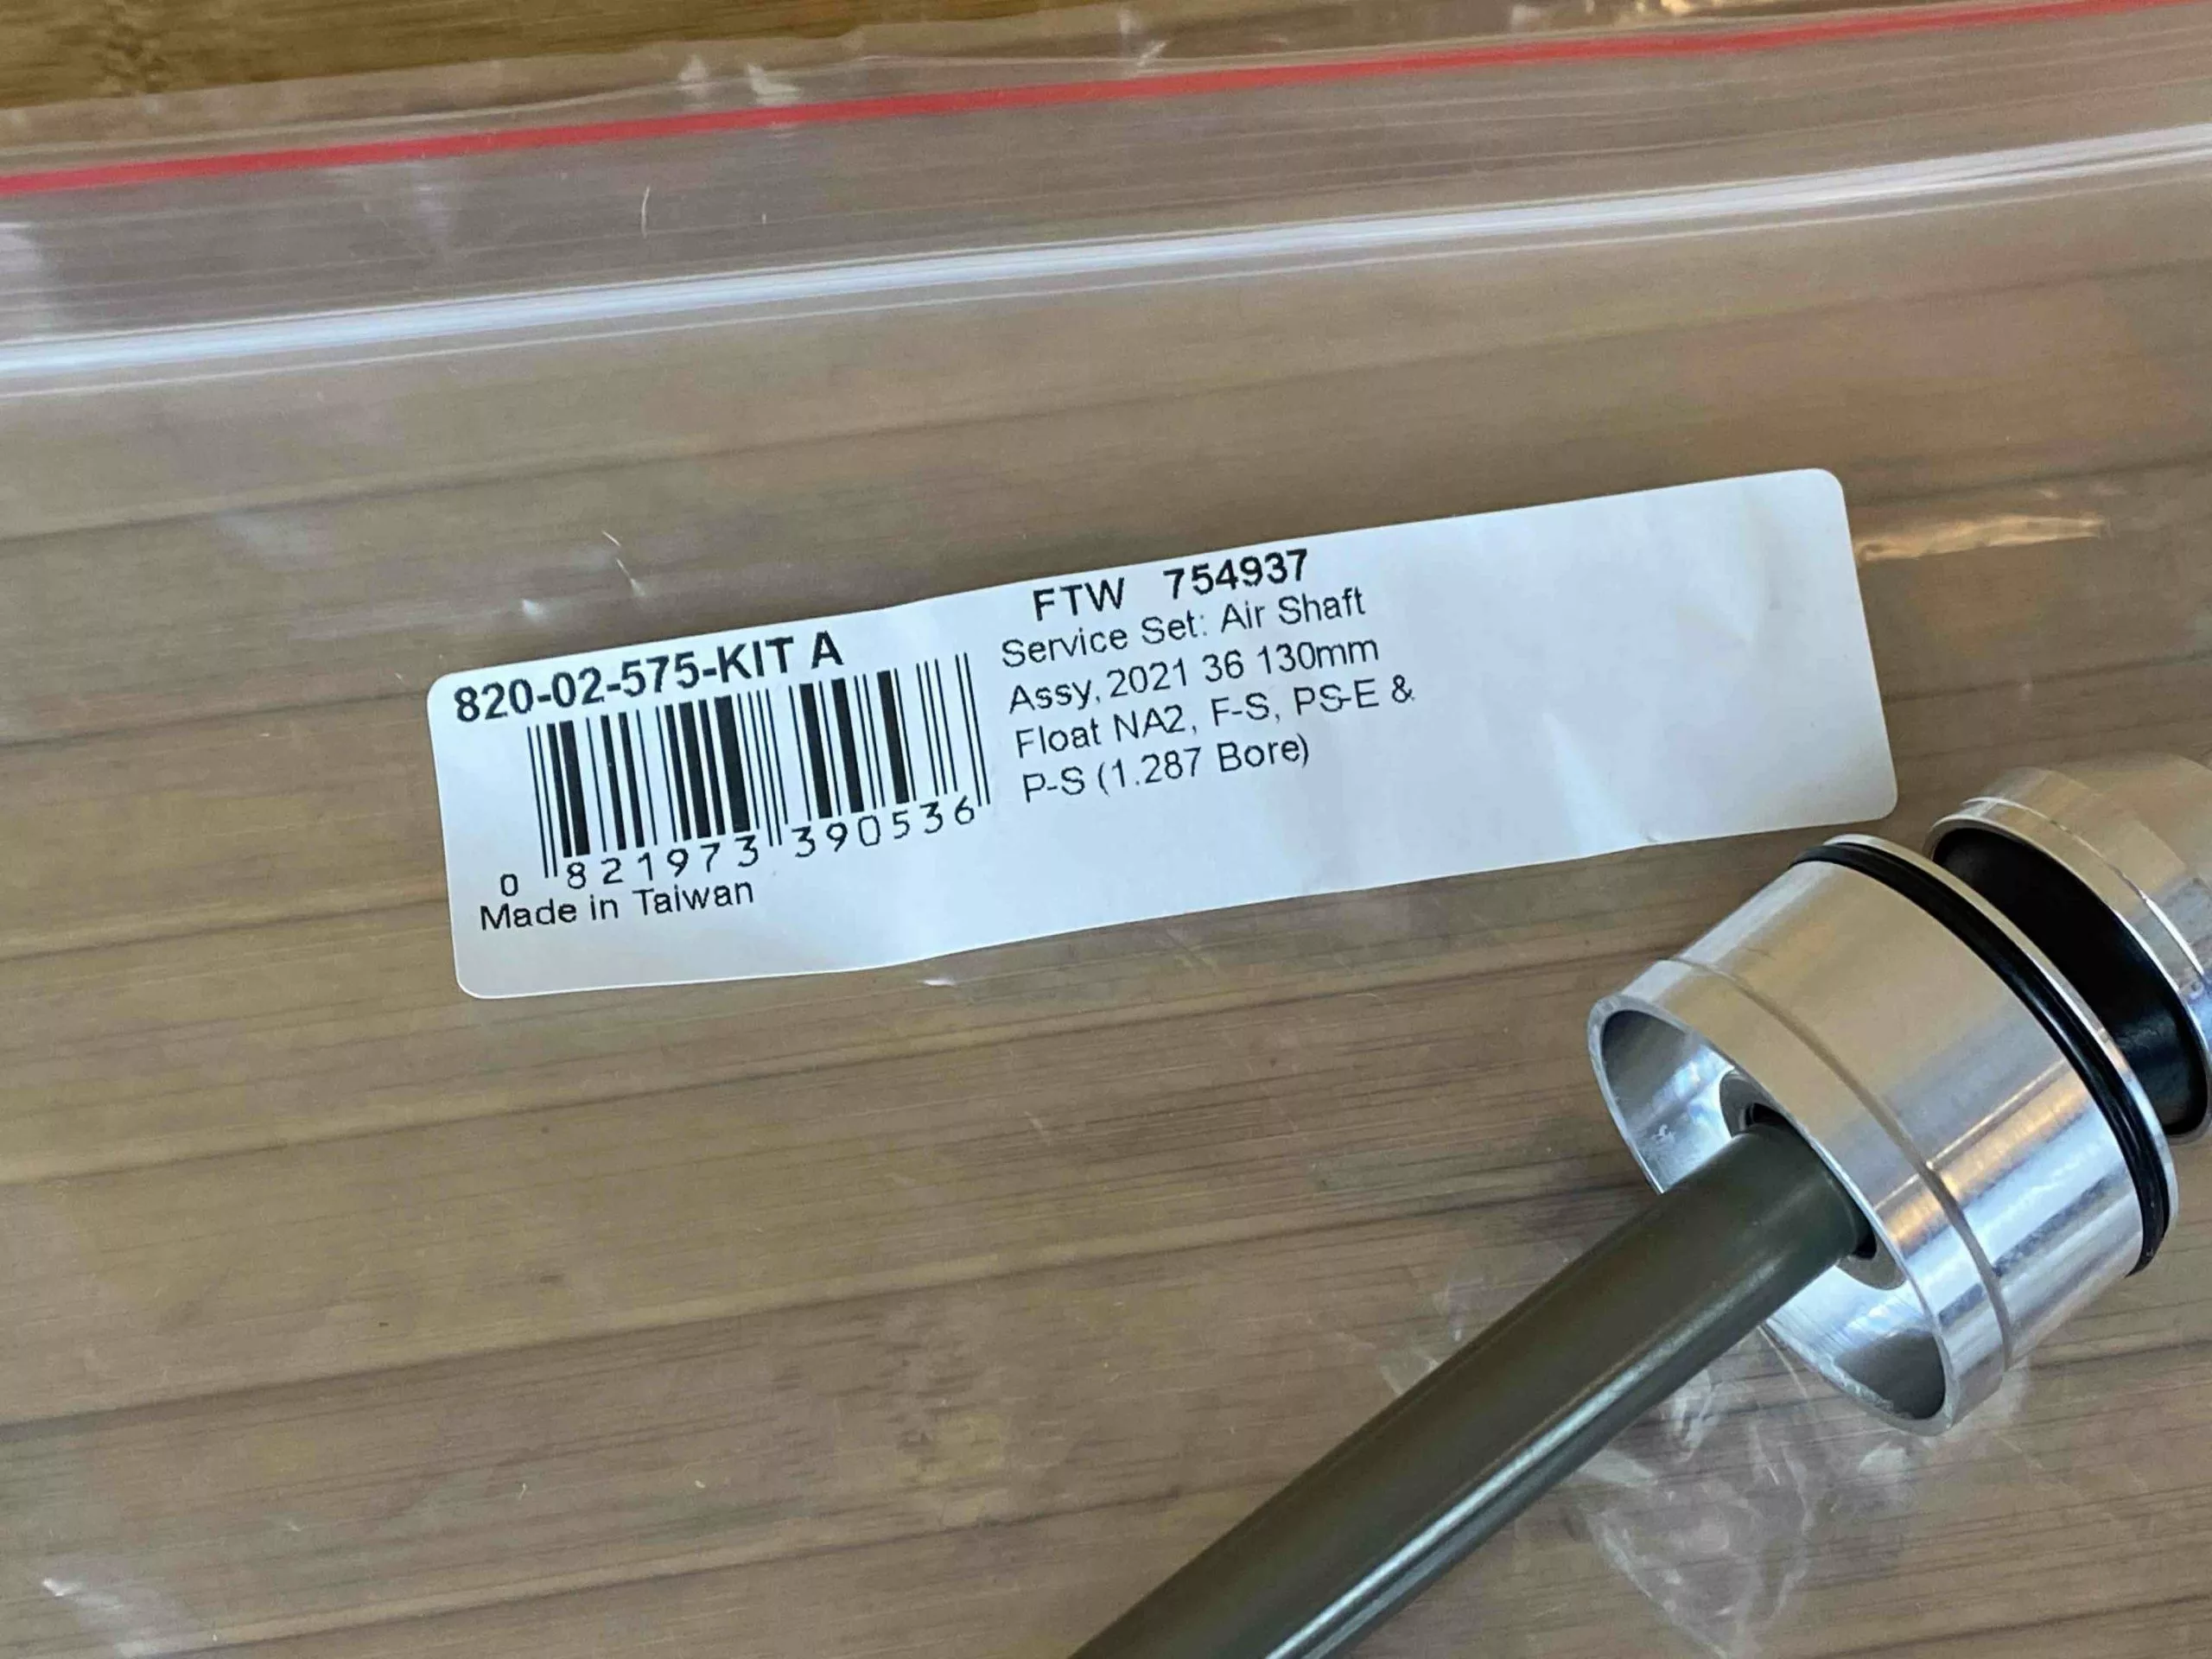 820-02-575-KIT A
0 821973 390536
Made in Taiwan
FTW 754937
Service Set: Air Shaft
Assy, 2021 36 130mm
Float NA2, F-S, PS-E &
P-S (1.287 Bore)